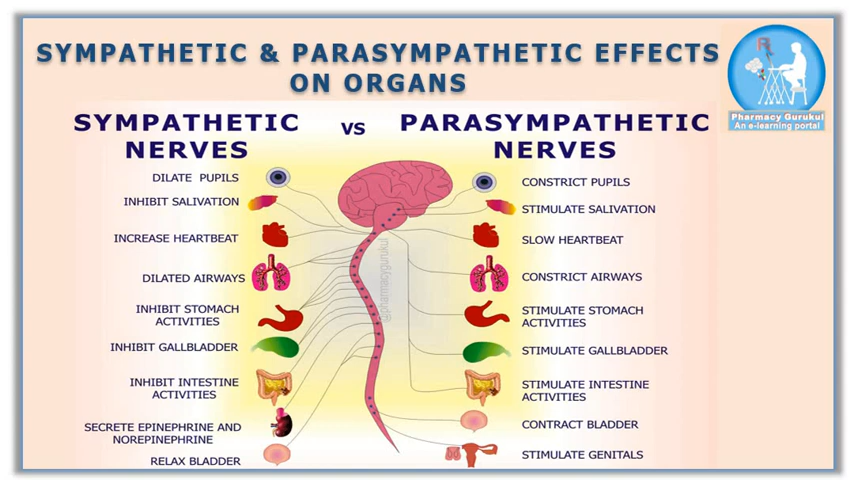 SYMPATHETIC & PARASYMPATHETIC EFFECTS
ON ORGANS
Pharmacy Gurukul
An e-learning portal
SYMPATHETIC
NERVES
VS
PARASYMPATHETIC
NERVES
DILATE PUPILS
INHIBIT SALIVATION
INCREASE HEARTBEAT
DILATED AIRWAYS
INHIBIT STOMACH
ACTIVITIES
INHIBIT GALLBLADDER
INHIBIT INTESTINE
ACTIVITIES
SECRETE EPINEPHRINE AND
NOREPINEPHRINE
RELAX BLADDER
@pharmacygurukul
CONSTRICT PUPILS
STIMULATE SALIVATION
SLOW HEARTBEAT
CONSTRICT AIRWAYS
STIMULATE STOMACH
ACTIVITIES
STIMULATE GALLBLADDER
STIMULATE INTESTINE
ACTIVITIES
CONTRACT BLADDER
STIMULATE GENITALS